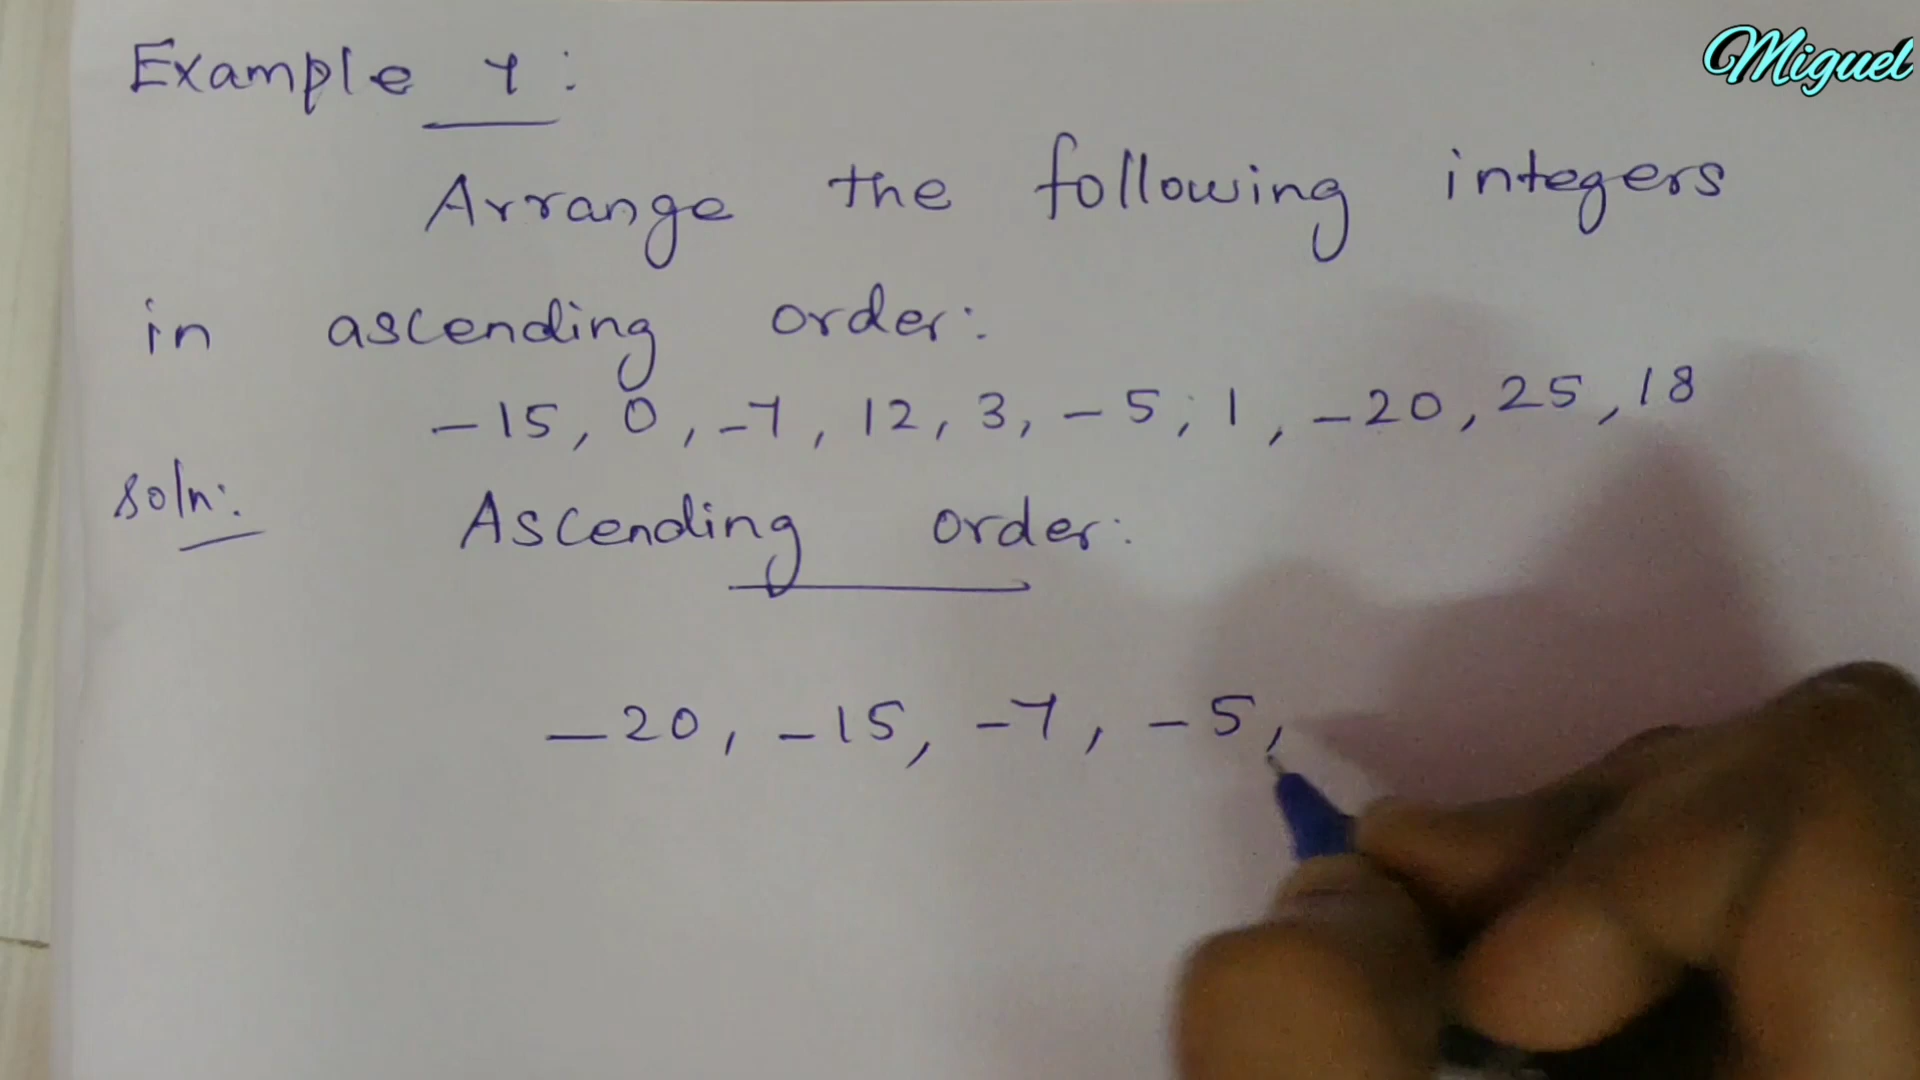 Example 7:
Miguel
Arrange the following integers
in ascending order:
-15, 0, -7, 12, 3, -5, 1, -20, 25, 18
Soln:
Ascending order:
-20, -15, -7, -5,